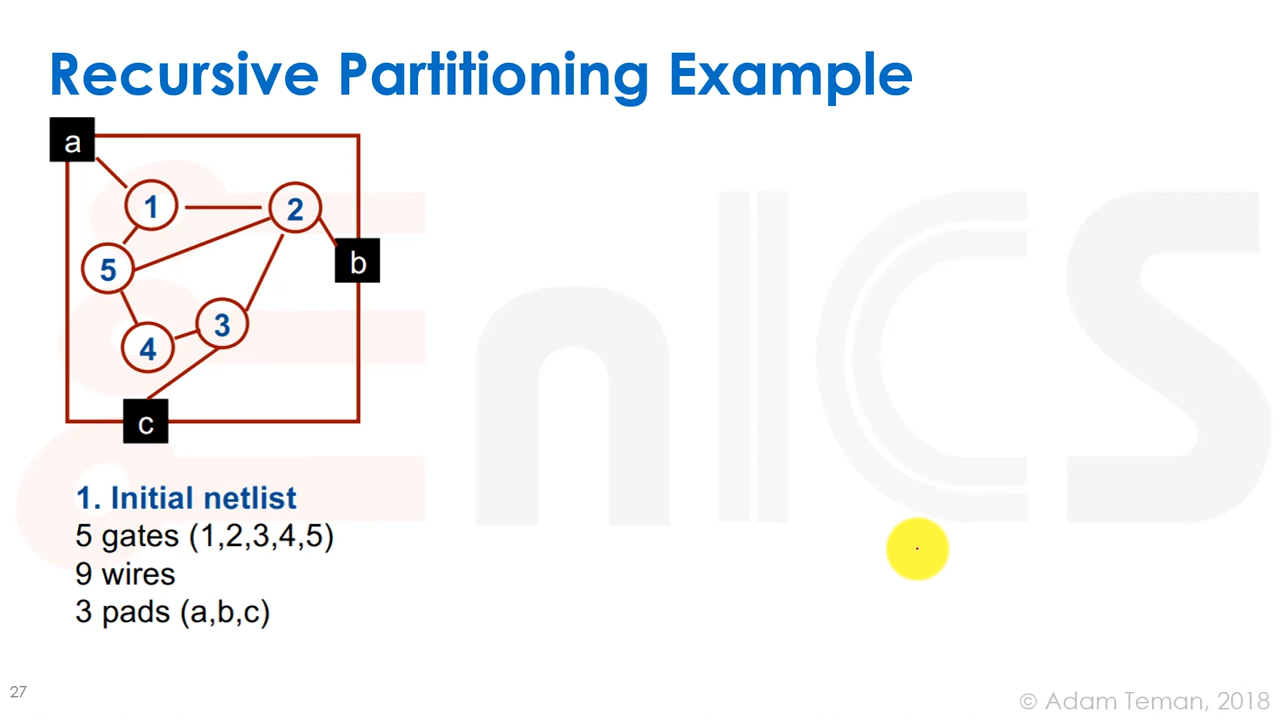 Recursive Partitioning Example
a
1
2
5
b
3
4
c
1. Initial netlist
5 gates (1,2,3,4,5)
9 wires
3 pads (a,b,c)
EnICS
27
© Adam Teman, 2018